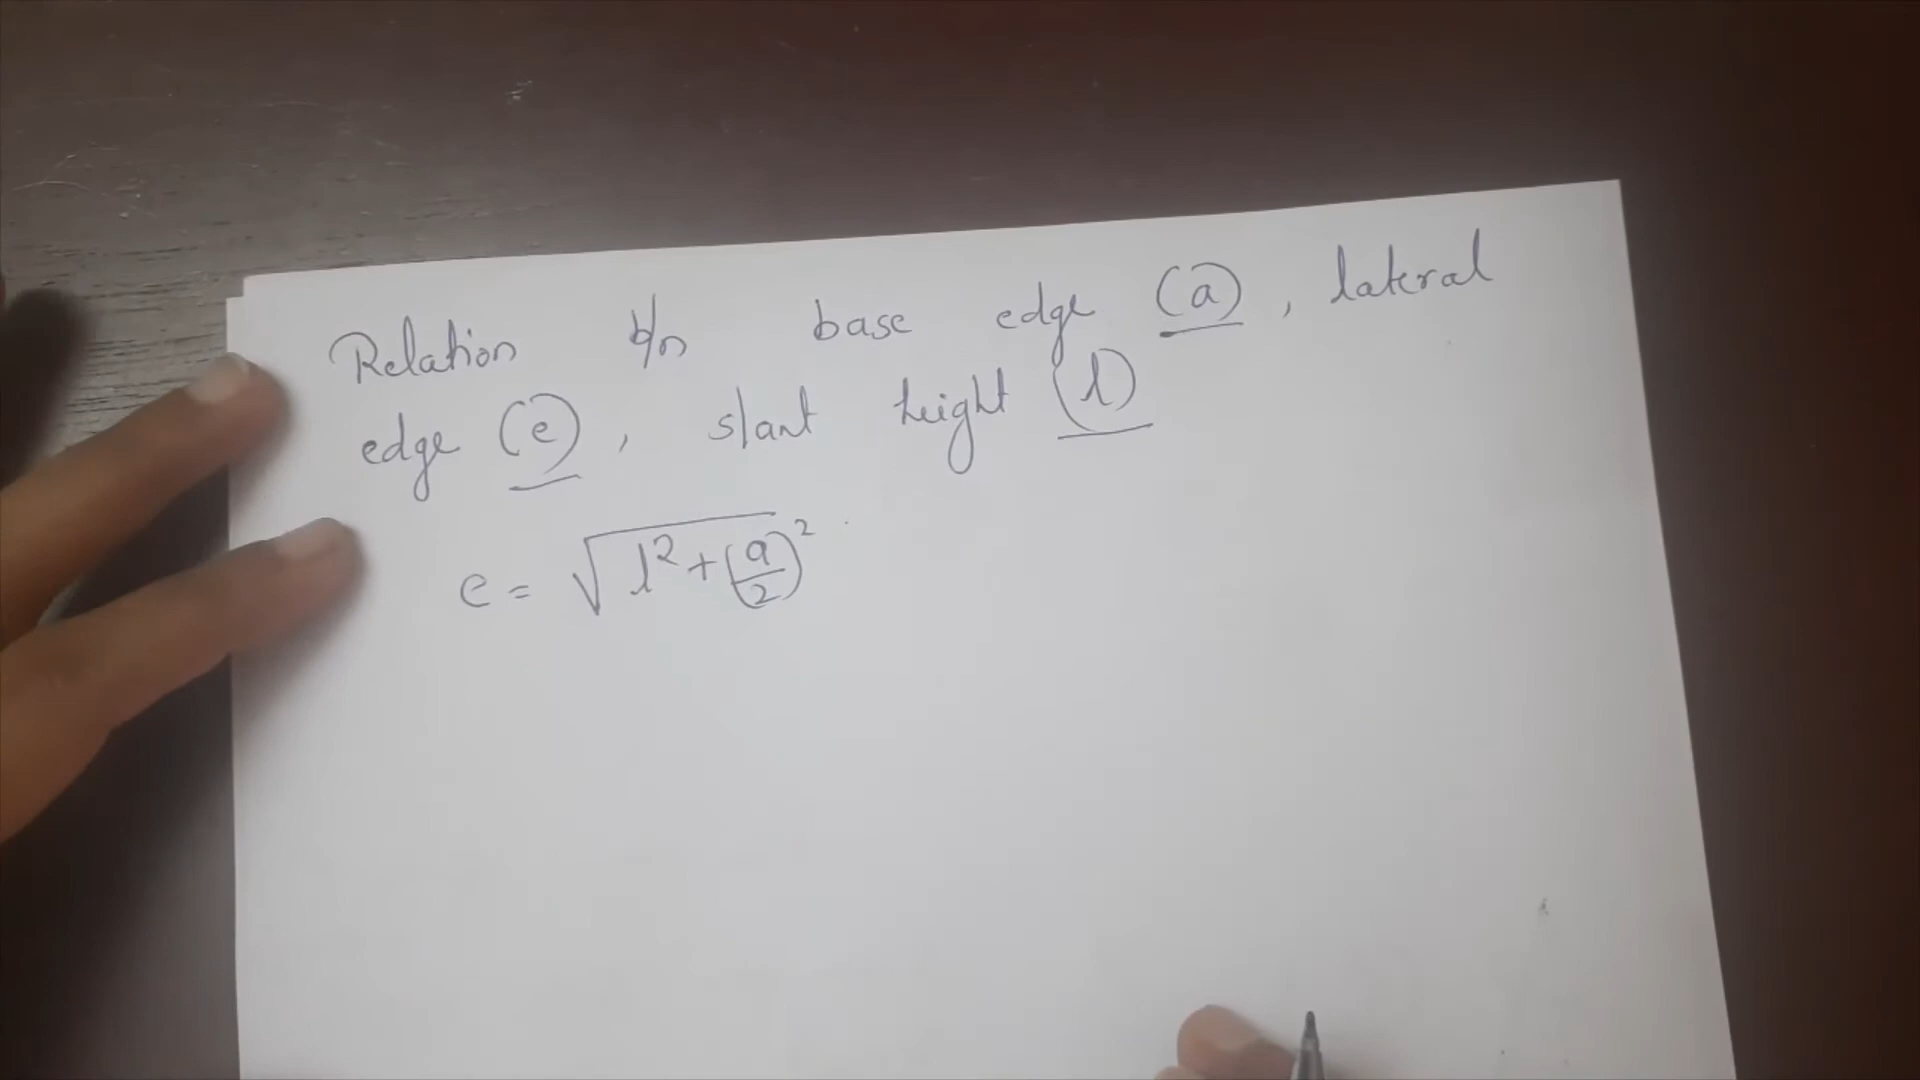 Relation b/n base edge (a), lateral
edge (e), slant height (l)
e = √l² + (a/2)²